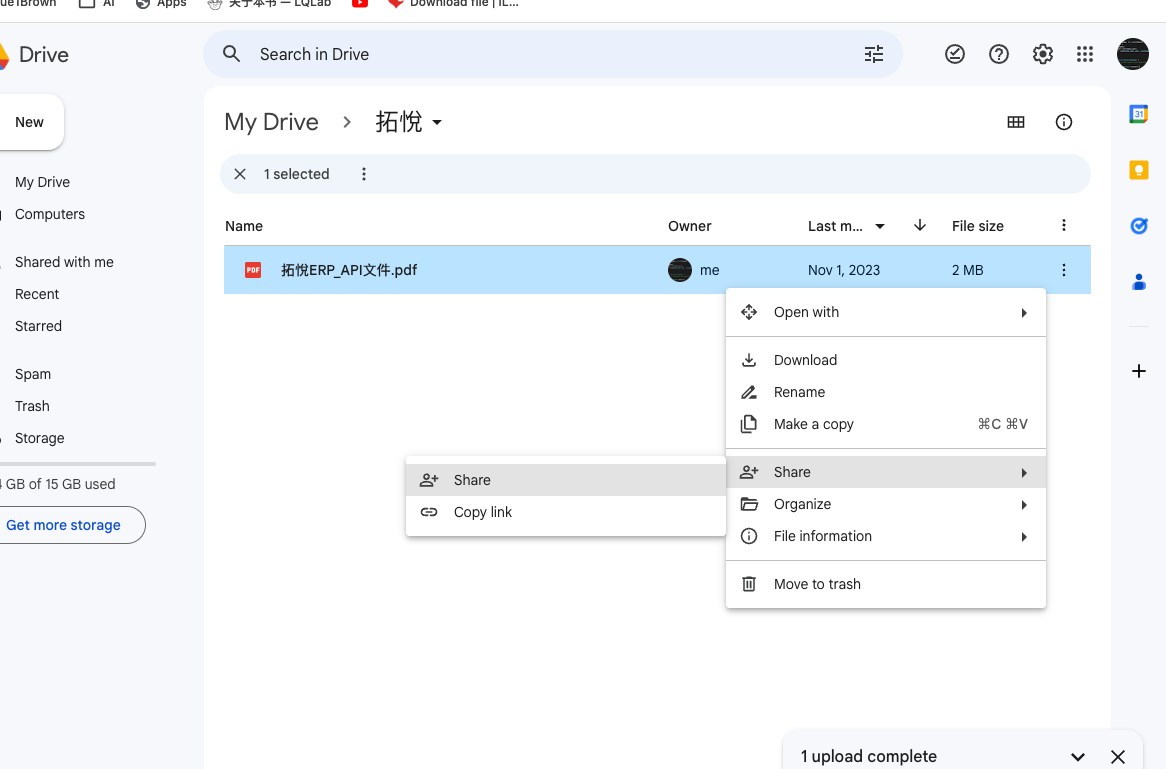 AI
Apps
关于本书 — LQLab
Download file | iL...
Drive
Search in Drive
New
My Drive
拓悅
1 selected
My Drive
Computers
Shared with me
Recent
Starred
Spam
Trash
Storage
GB of 15 GB used
Get more storage
Name
Owner
Last m...
File size
PDF
拓悅ERP_API文件.pdf
me
Nov 1, 2023
2 MB
Open with
Download
Rename
Make a copy
⌘C ⌘V
Share
Organize
File information
Move to trash
Share
Copy link
31
1 upload complete